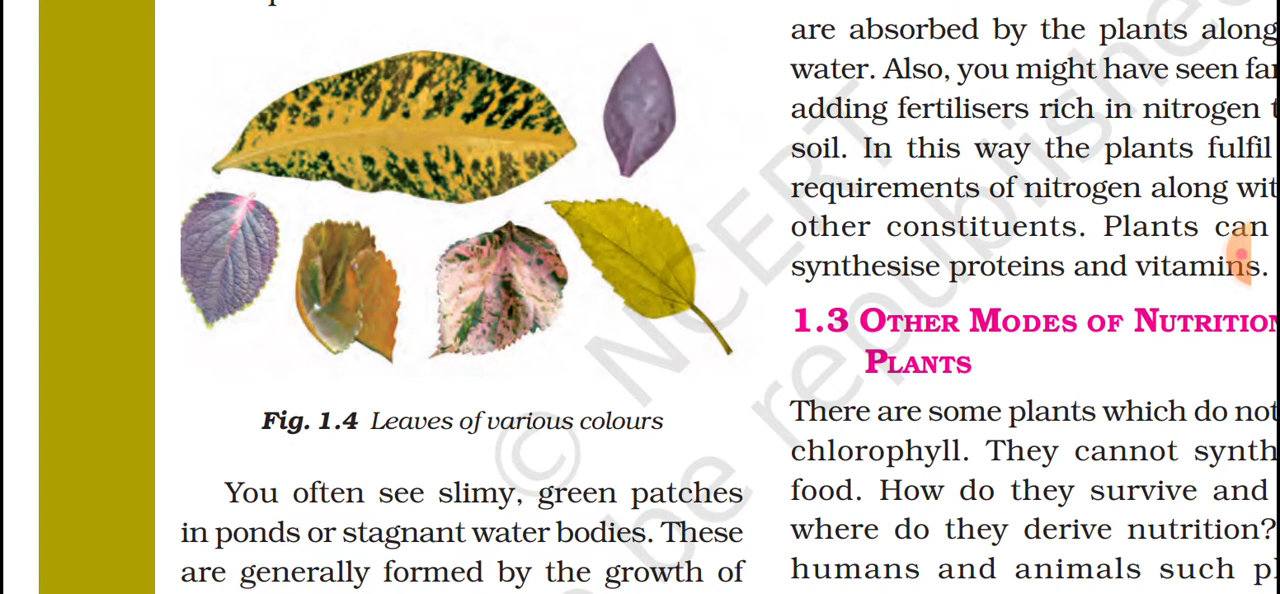 Fig. 1.4 Leaves of various colours
You often see slimy, green patches
in ponds or stagnant water bodies. These
are generally formed by the growth of
are absorbed by the plants along
water. Also, you might have seen
adding fertilisers rich in nitrogen
soil. In this way the plants fulfil
requirements of nitrogen along
other constituents. Plants can
synthesise proteins and vitamins.
1.3 OTHER MODES OF NUTRITION
PLANTS
There are some plants which do not
chlorophyll. They cannot
food. How do they survive and
where do they derive nutrition?
humans and animals such
© NCERT
be republished